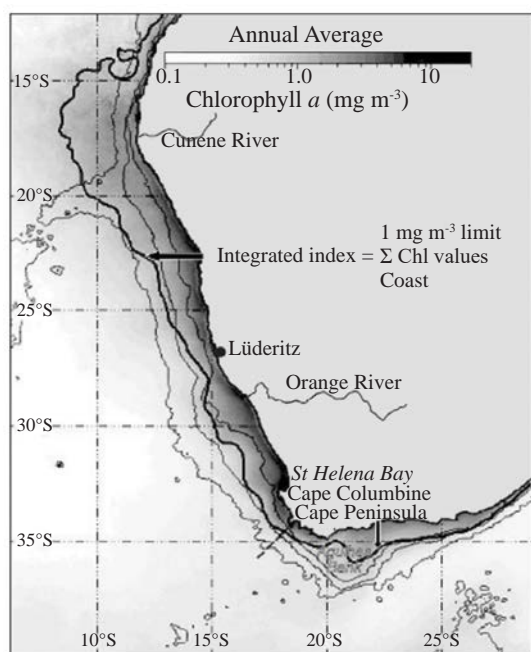 Annual Average
0.1 1.0 10
Chlorophyll a (mg m-3)
15°S
Cunene River
20°S
1 mg m-3 limit
Integrated index = Σ Chl values
Coast
25°S
Lüderitz
Orange River
30°S
St Helena Bay
Cape Columbine
Cape Peninsula
35°S
Agulhas
Bank
10°S 15°S 20°S 25°S